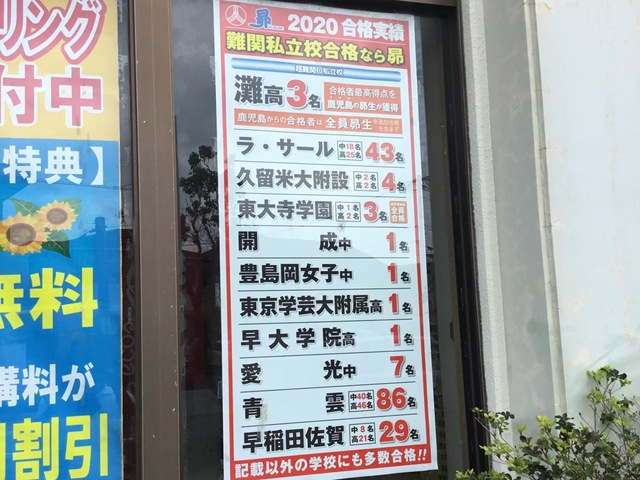 リング
付中
特典】
無料
講料が
割引
昴 2020 合格実績
難関私立校合格なら昴
超難関国私立校
灘高3名
合格者最高得点を
鹿児島の昴生が獲得
鹿児島からの合格者は全員昴生
ラ・サール 中18名 高25名 43名
久留米大附設 中2名 高2名 4名
東大寺学園 中1名 高2名 3名 全員合格
開成中 1名
豊島岡女子中 1名
東京学芸大附属高 1名
早大学院高 1名
愛光中 7名
青雲 中40名 高46名 86名
早稲田佐賀 中8名 高21名 29名
記載以外の学校にも多数合格!!